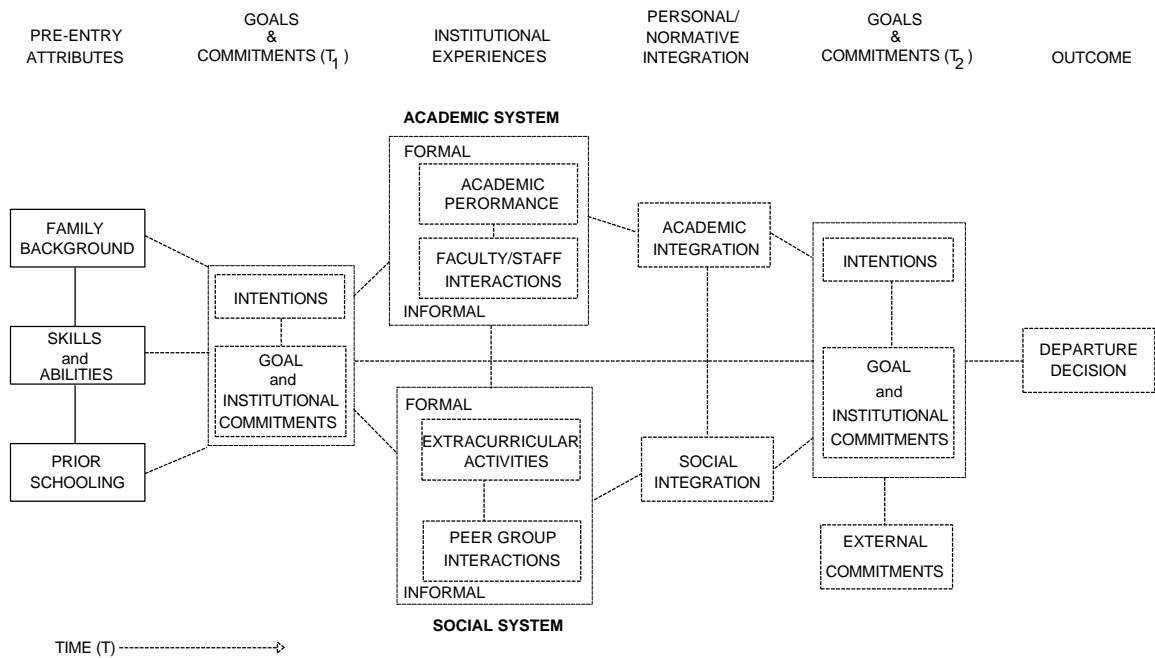 PRE-ENTRY
ATTRIBUTES
GOALS
&
COMMITMENTS (T1)
INSTITUTIONAL
EXPERIENCES
PERSONAL/
NORMATIVE
INTEGRATION
GOALS
&
COMMITMENTS (T2)
OUTCOME
FAMILY
BACKGROUND
SKILLS
and
ABILITIES
PRIOR
SCHOOLING
INTENTIONS
GOAL
and
INSTITUTIONAL
COMMITMENTS
ACADEMIC SYSTEM
FORMAL
ACADEMIC
PERORMANCE
FACULTY/STAFF
INTERACTIONS
INFORMAL
FORMAL
EXTRACURRICULAR
ACTIVITIES
PEER GROUP
INTERACTIONS
INFORMAL
SOCIAL SYSTEM
ACADEMIC
INTEGRATION
SOCIAL
INTEGRATION
INTENTIONS
GOAL
and
INSTITUTIONAL
COMMITMENTS
EXTERNAL
COMMITMENTS
DEPARTURE
DECISION
TIME (T)